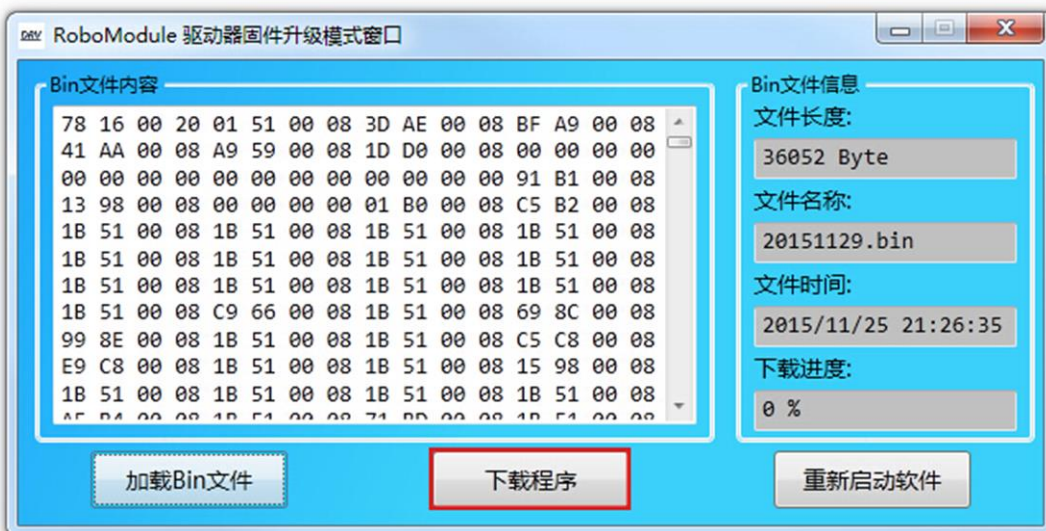 DRV RoboModule 驱动器固件升级模式窗口
Bin文件内容
78 16 00 20 01 51 00 08 3D AE 00 08 BF A9 00 08
41 AA 00 08 A9 59 00 08 1D D0 00 08 00 00 00 00
00 00 00 00 00 00 00 00 00 00 00 00 91 B1 00 08
13 98 00 08 00 00 00 00 01 B0 00 08 C5 B2 00 08
1B 51 00 08 1B 51 00 08 1B 51 00 08 1B 51 00 08
1B 51 00 08 1B 51 00 08 1B 51 00 08 1B 51 00 08
1B 51 00 08 1B 51 00 08 1B 51 00 08 1B 51 00 08
1B 51 00 08 C9 66 00 08 1B 51 00 08 69 8C 00 08
99 8E 00 08 1B 51 00 08 1B 51 00 08 C5 C8 00 08
E9 C8 00 08 1B 51 00 08 1B 51 00 08 15 98 00 08
1B 51 00 08 1B 51 00 08 1B 51 00 08 1B 51 00 08
Bin文件信息
文件长度:
36052 Byte
文件名称:
20151129.bin
文件时间:
2015/11/25 21:26:35
下载进度:
0 %
加载Bin文件
下载程序
重新启动软件